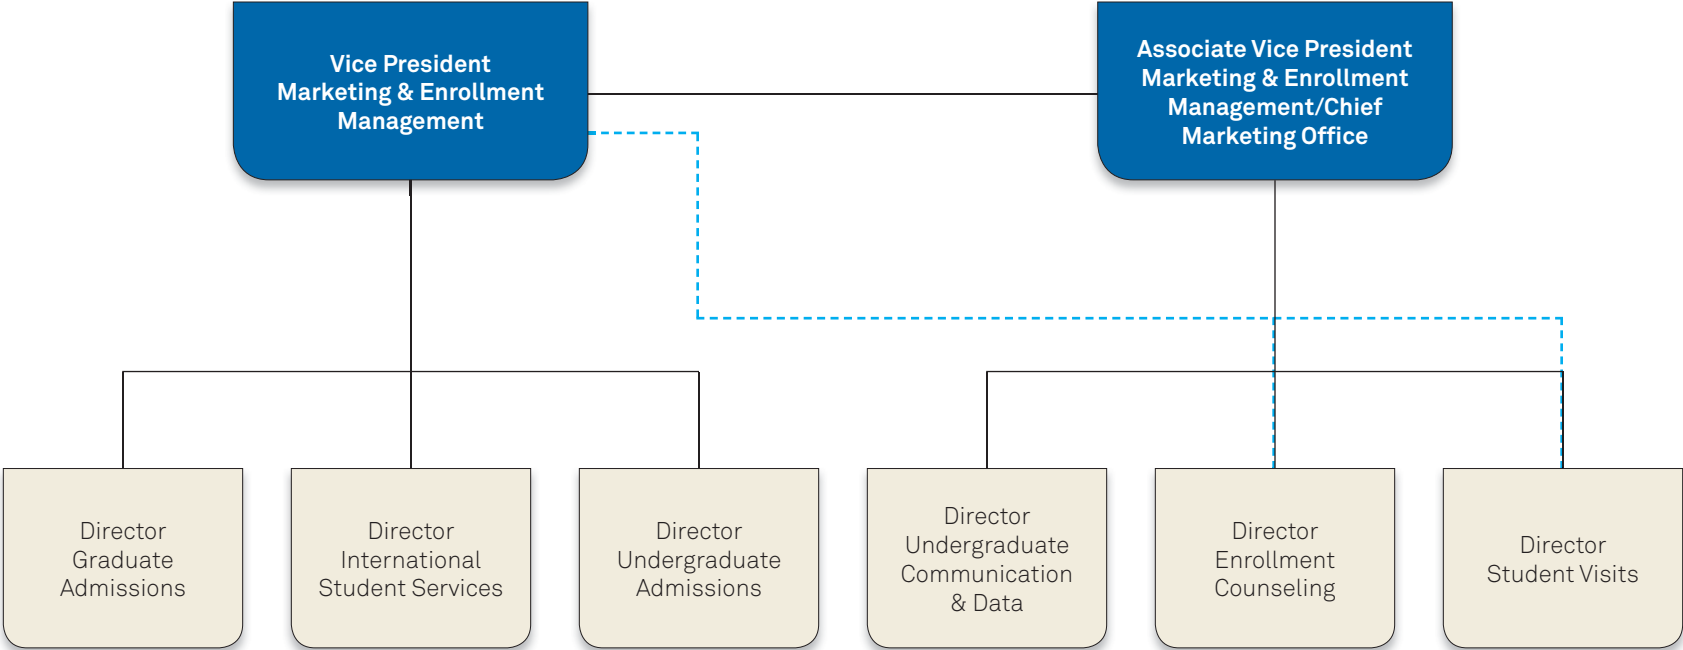 Vice President
Marketing & Enrollment
Management
Associate Vice President
Marketing & Enrollment
Management/Chief
Marketing Office
Director
Graduate
Admissions
Director
International
Student Services
Director
Undergraduate
Admissions
Director
Undergraduate
Communication
& Data
Director
Enrollment
Counseling
Director
Student Visits